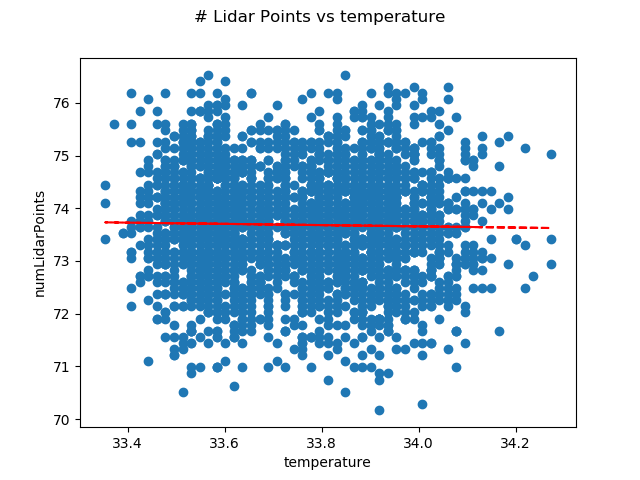 # Lidar Points vs temperature
76
75
74
73
72
71
70
numLidarPoints
33.4 33.6 33.8 34.0 34.2
temperature